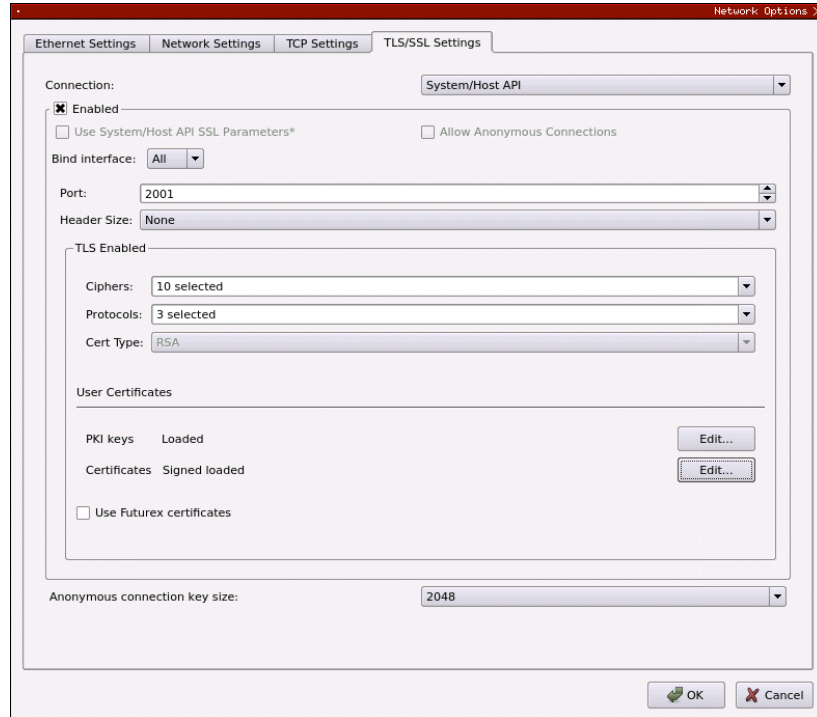 Network Options
Ethernet Settings Network Settings TCP Settings TLS/SSL Settings
Connection: System/Host API
Enabled
Use System/Host API SSL Parameters* Allow Anonymous Connections
Bind interface: All
Port: 2001
Header Size: None
TLS Enabled
Ciphers: 10 selected
Protocols: 3 selected
Cert Type: RSA
User Certificates
PKI keys Loaded Edit...
Certificates Signed loaded Edit...
Use Futurex certificates
Anonymous connection key size: 2048
OK Cancel